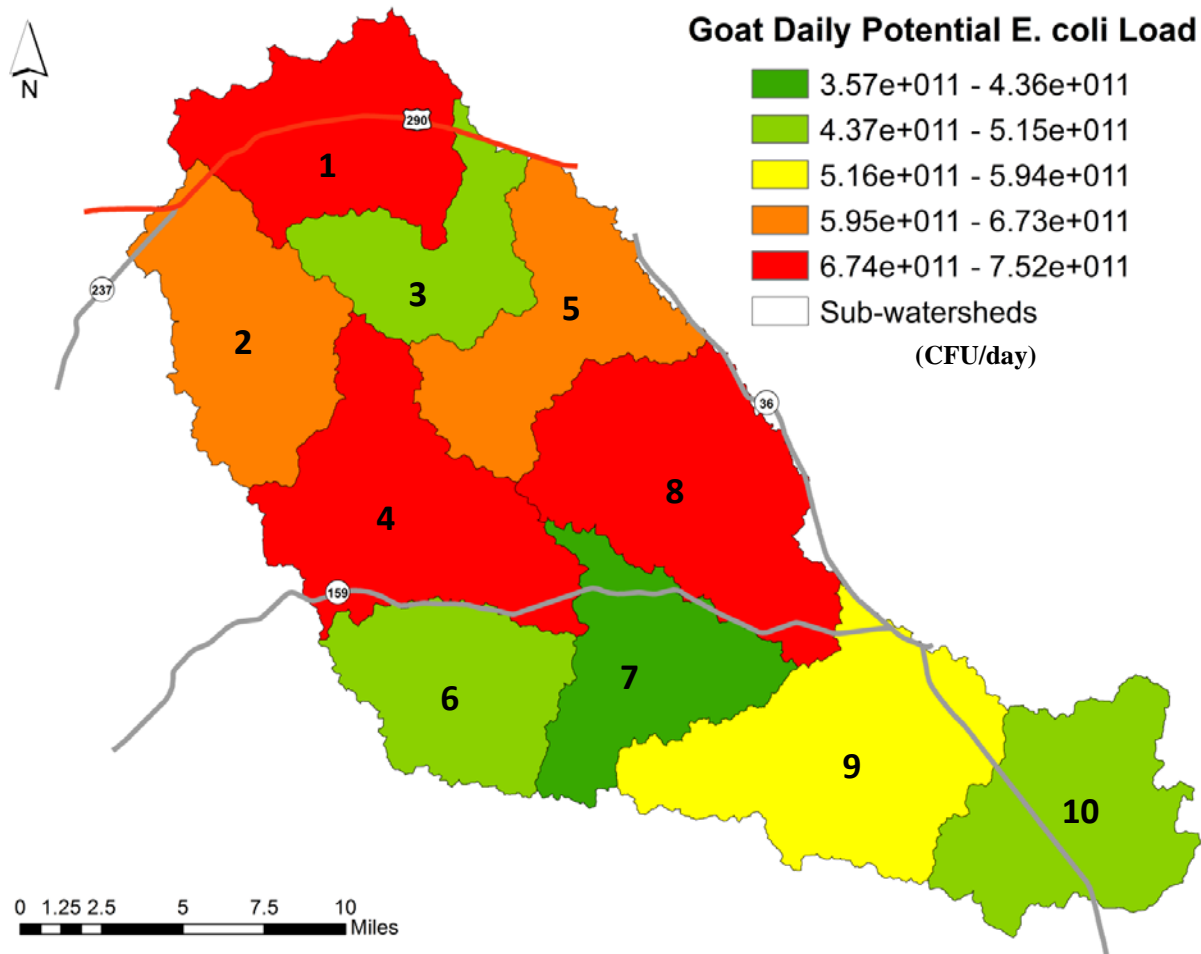 Goat Daily Potential E. coli Load
3.57e+011 - 4.36e+011
4.37e+011 - 5.15e+011
5.16e+011 - 5.94e+011
5.95e+011 - 6.73e+011
6.74e+011 - 7.52e+011
Sub-watersheds
(CFU/day)
N
290
1
237
3
5
2
36
8
4
159
7
6
9
10
0 1.25 2.5 5 7.5 10
Miles